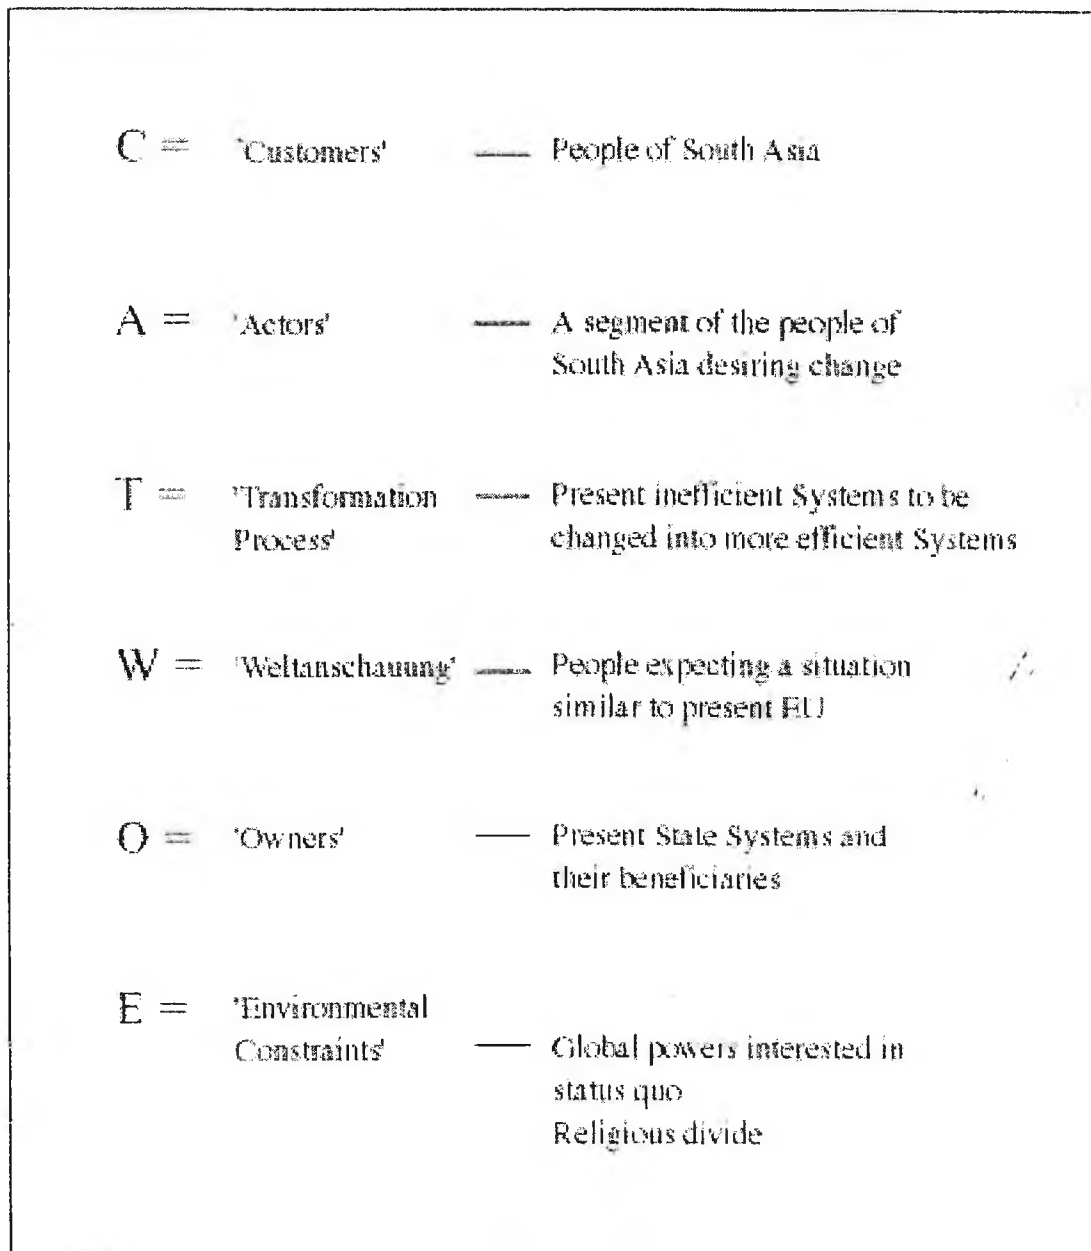 C = 'Customers' — People of South Asia
A = 'Actors' — A segment of the people of
South Asia desiring change
T = 'Transformation — Present inefficient Systems to be
Process' changed into more efficient Systems
W = 'Weltanschauung' — People expecting a situation
similar to present EU
O = 'Owners' — Present State Systems and
their beneficiaries
E = 'Environmental
Constraints' — Global powers interested in
status quo
Religious divide